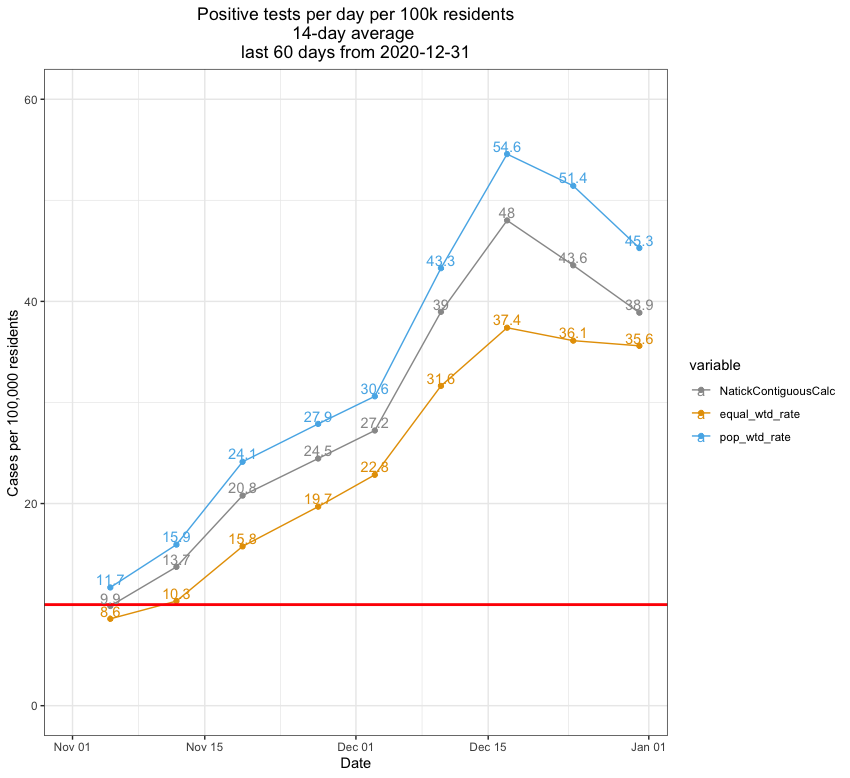 Positive tests per day per 100k residents
14-day average
last 60 days from 2020-12-31
Cases per 100,000 residents
60
40
20
0
11.7
15.9
24.1
27.9
30.6
43.3
54.6
51.4
45.3
9.9
13.7
20.8
24.5
27.2
39
48
43.6
38.9
8.6
10.3
15.8
19.7
22.8
31.6
37.4
36.1
35.6
Nov 01
Nov 15
Dec 01
Dec 15
Jan 01
Date
variable
a NatickContiguousCalc
a equal_wtd_rate
a pop_wtd_rate